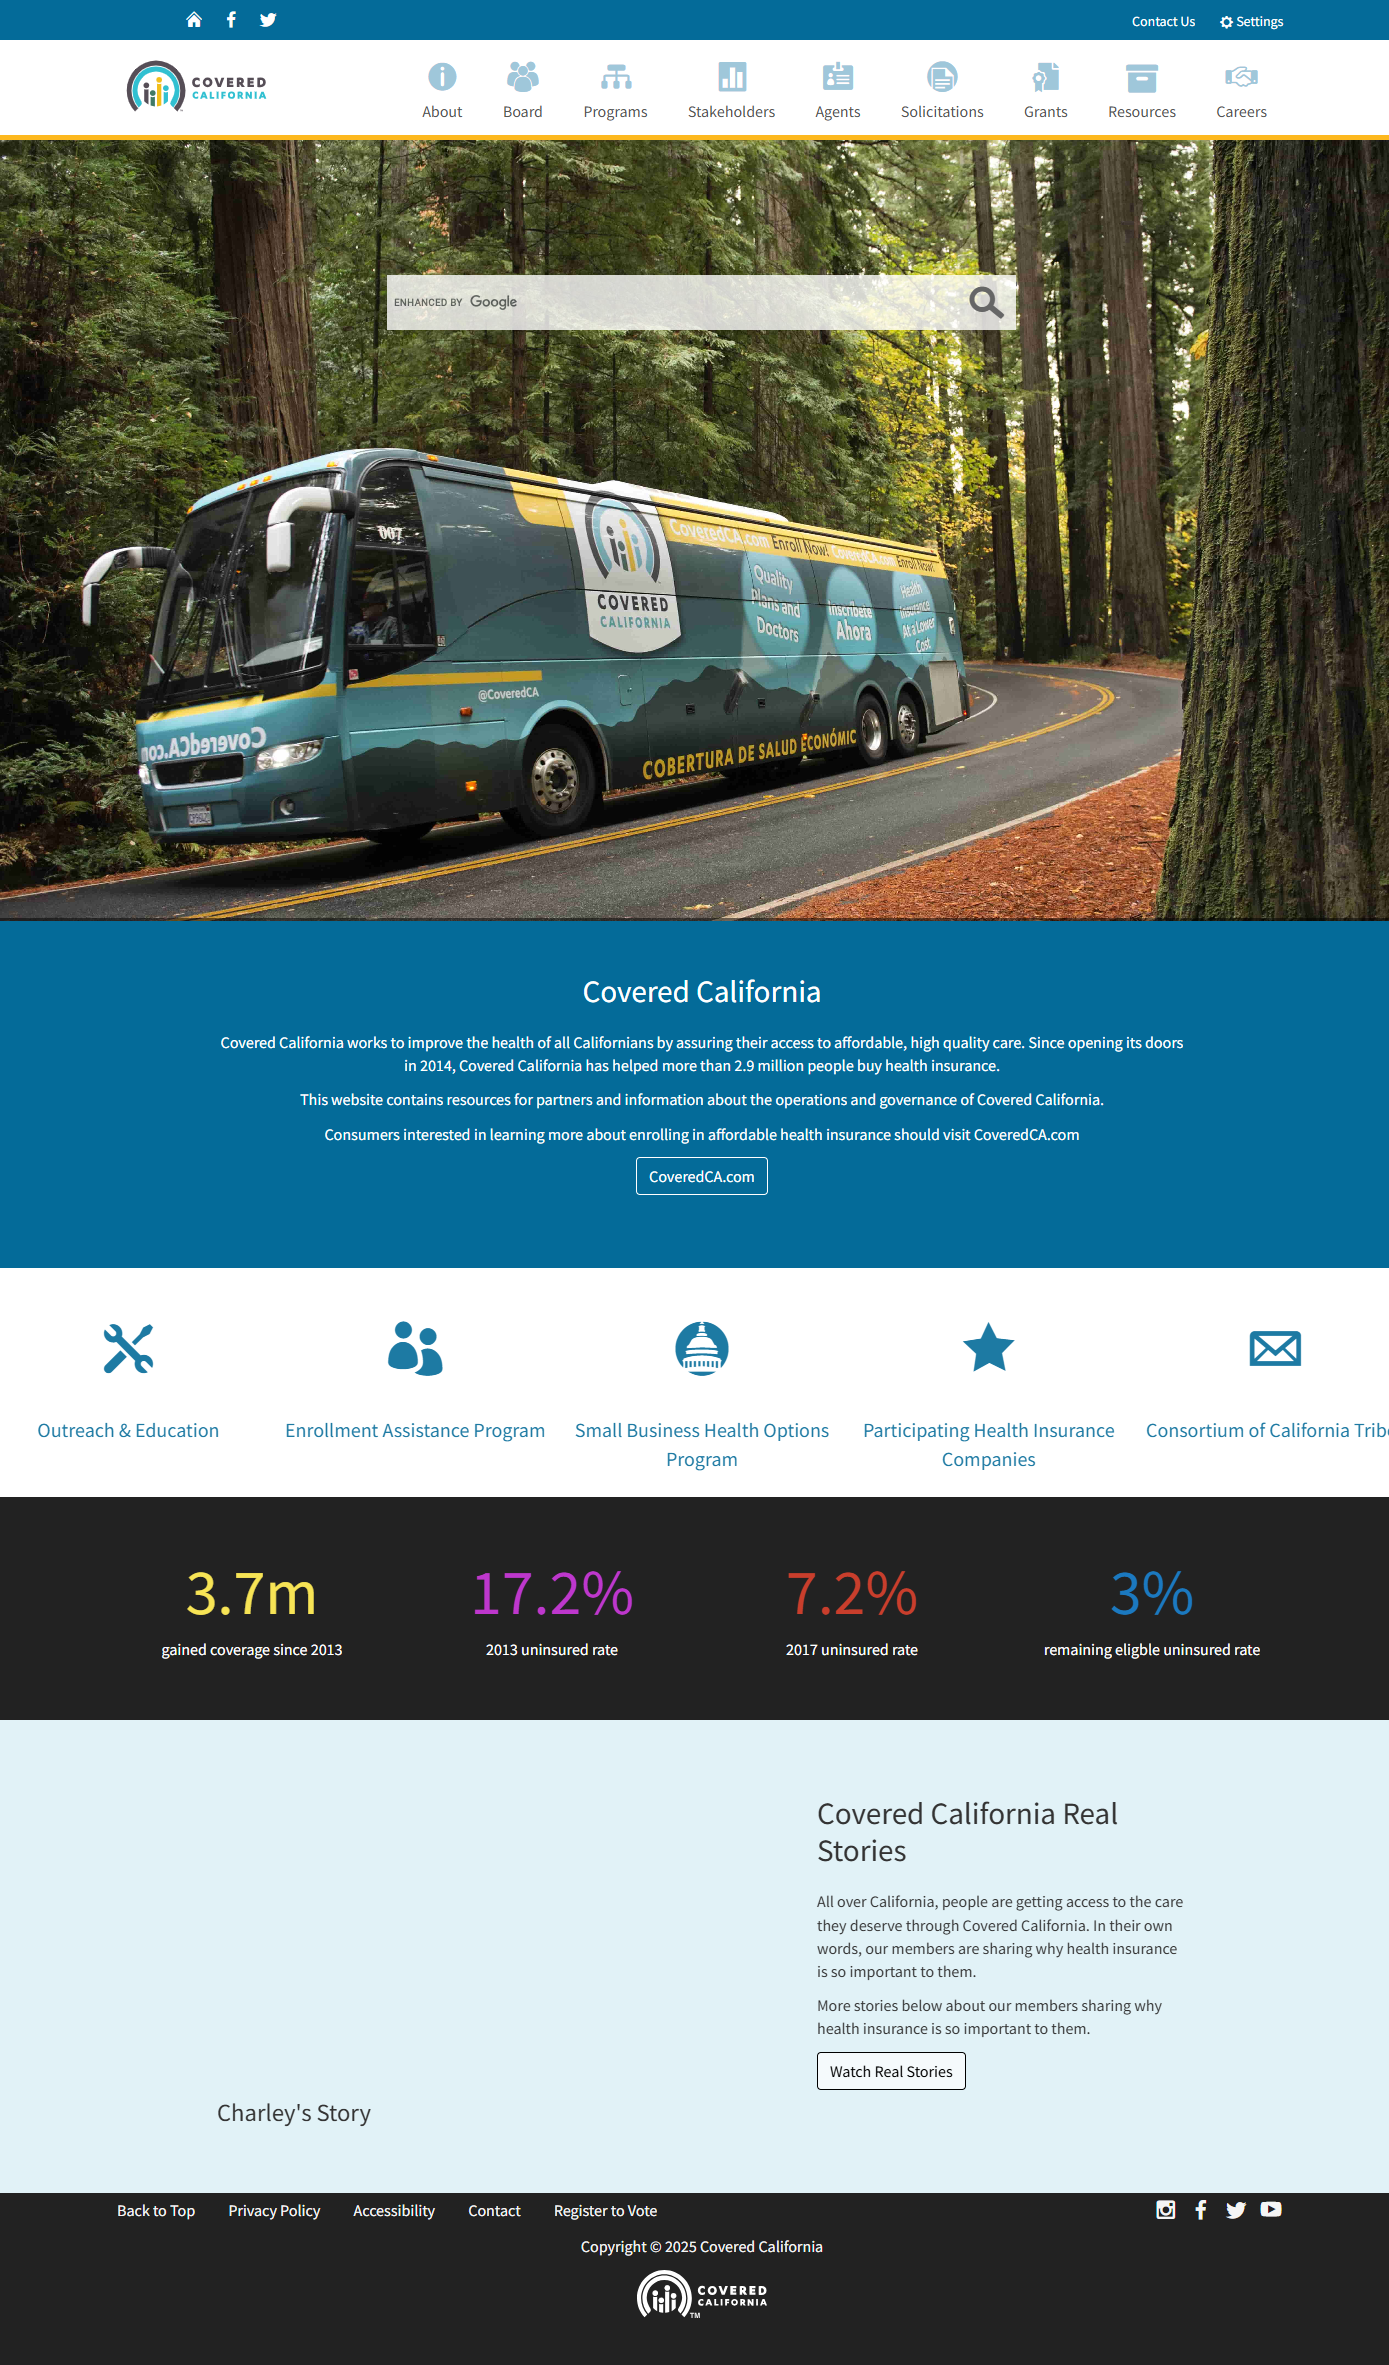 Contact Us
Settings
COVERED
CALIFORNIA
About
Board
Programs
Stakeholders
Agents
Solicitations
Grants
Resources
Careers
ENHANCED BY Google
007
CoveredCA.com Enroll Now! CoveredCA.com Enroll Now!
COVERED
CALIFORNIA
Quality
Plans and
Doctors
Inscríbete
Ahora
Health
Insurance
At a Lower
Cost
@CoveredCA
CoveredCA.com
COBERTURA DE SALUD ECONÓMIC
Covered California
Covered California works to improve the health of all Californians by assuring their access to affordable, high quality care. Since opening its doors
in 2014, Covered California has helped more than 2.9 million people buy health insurance.
This website contains resources for partners and information about the operations and governance of Covered California.
Consumers interested in learning more about enrolling in affordable health insurance should visit CoveredCA.com
CoveredCA.com
Outreach & Education
Enrollment Assistance Program
Small Business Health Options
Program
Participating Health Insurance
Companies
Consortium of California Trib
3.7m
gained coverage since 2013
17.2%
2013 uninsured rate
7.2%
2017 uninsured rate
3%
remaining eligble uninsured rate
Covered California Real
Stories
All over California, people are getting access to the care
they deserve through Covered California. In their own
words, our members are sharing why health insurance
is so important to them.
More stories below about our members sharing why
health insurance is so important to them.
Watch Real Stories
Charley's Story
Back to Top
Privacy Policy
Accessibility
Contact
Register to Vote
Copyright © 2025 Covered California
COVERED
CALIFORNIA
TM